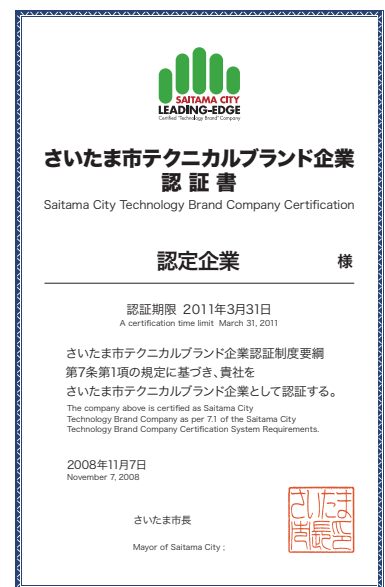 SAITAMA CITY
LEADING-EDGE
Certified "Technology Brand" Company
さいたま市テクニカルブランド企業
認 証 書
Saitama City Technology Brand Company Certification
認定企業 様
認証期限 2011年3月31日
A certification time limit March 31, 2011
さいたま市テクニカルブランド企業認証制度要綱
第7条第1項の規定に基づき、貴社を
さいたま市テクニカルブランド企業として認証する。
The company above is certified as Saitama City
Technology Brand Company as per 7.1 of the Saitama City
Technology Brand Company Certification System Requirements.
2008年11月7日
November 7, 2008
さいたま市長
Mayor of Saitama City ;
さいたま
市長印